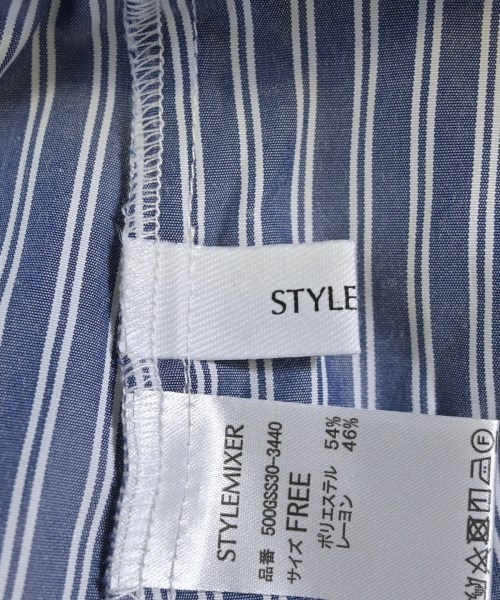 STYLE
STYLEMIXER
品番 500GSS30-3440
サイズ FREE
ポリエステル 54%
レーヨン 46%
F